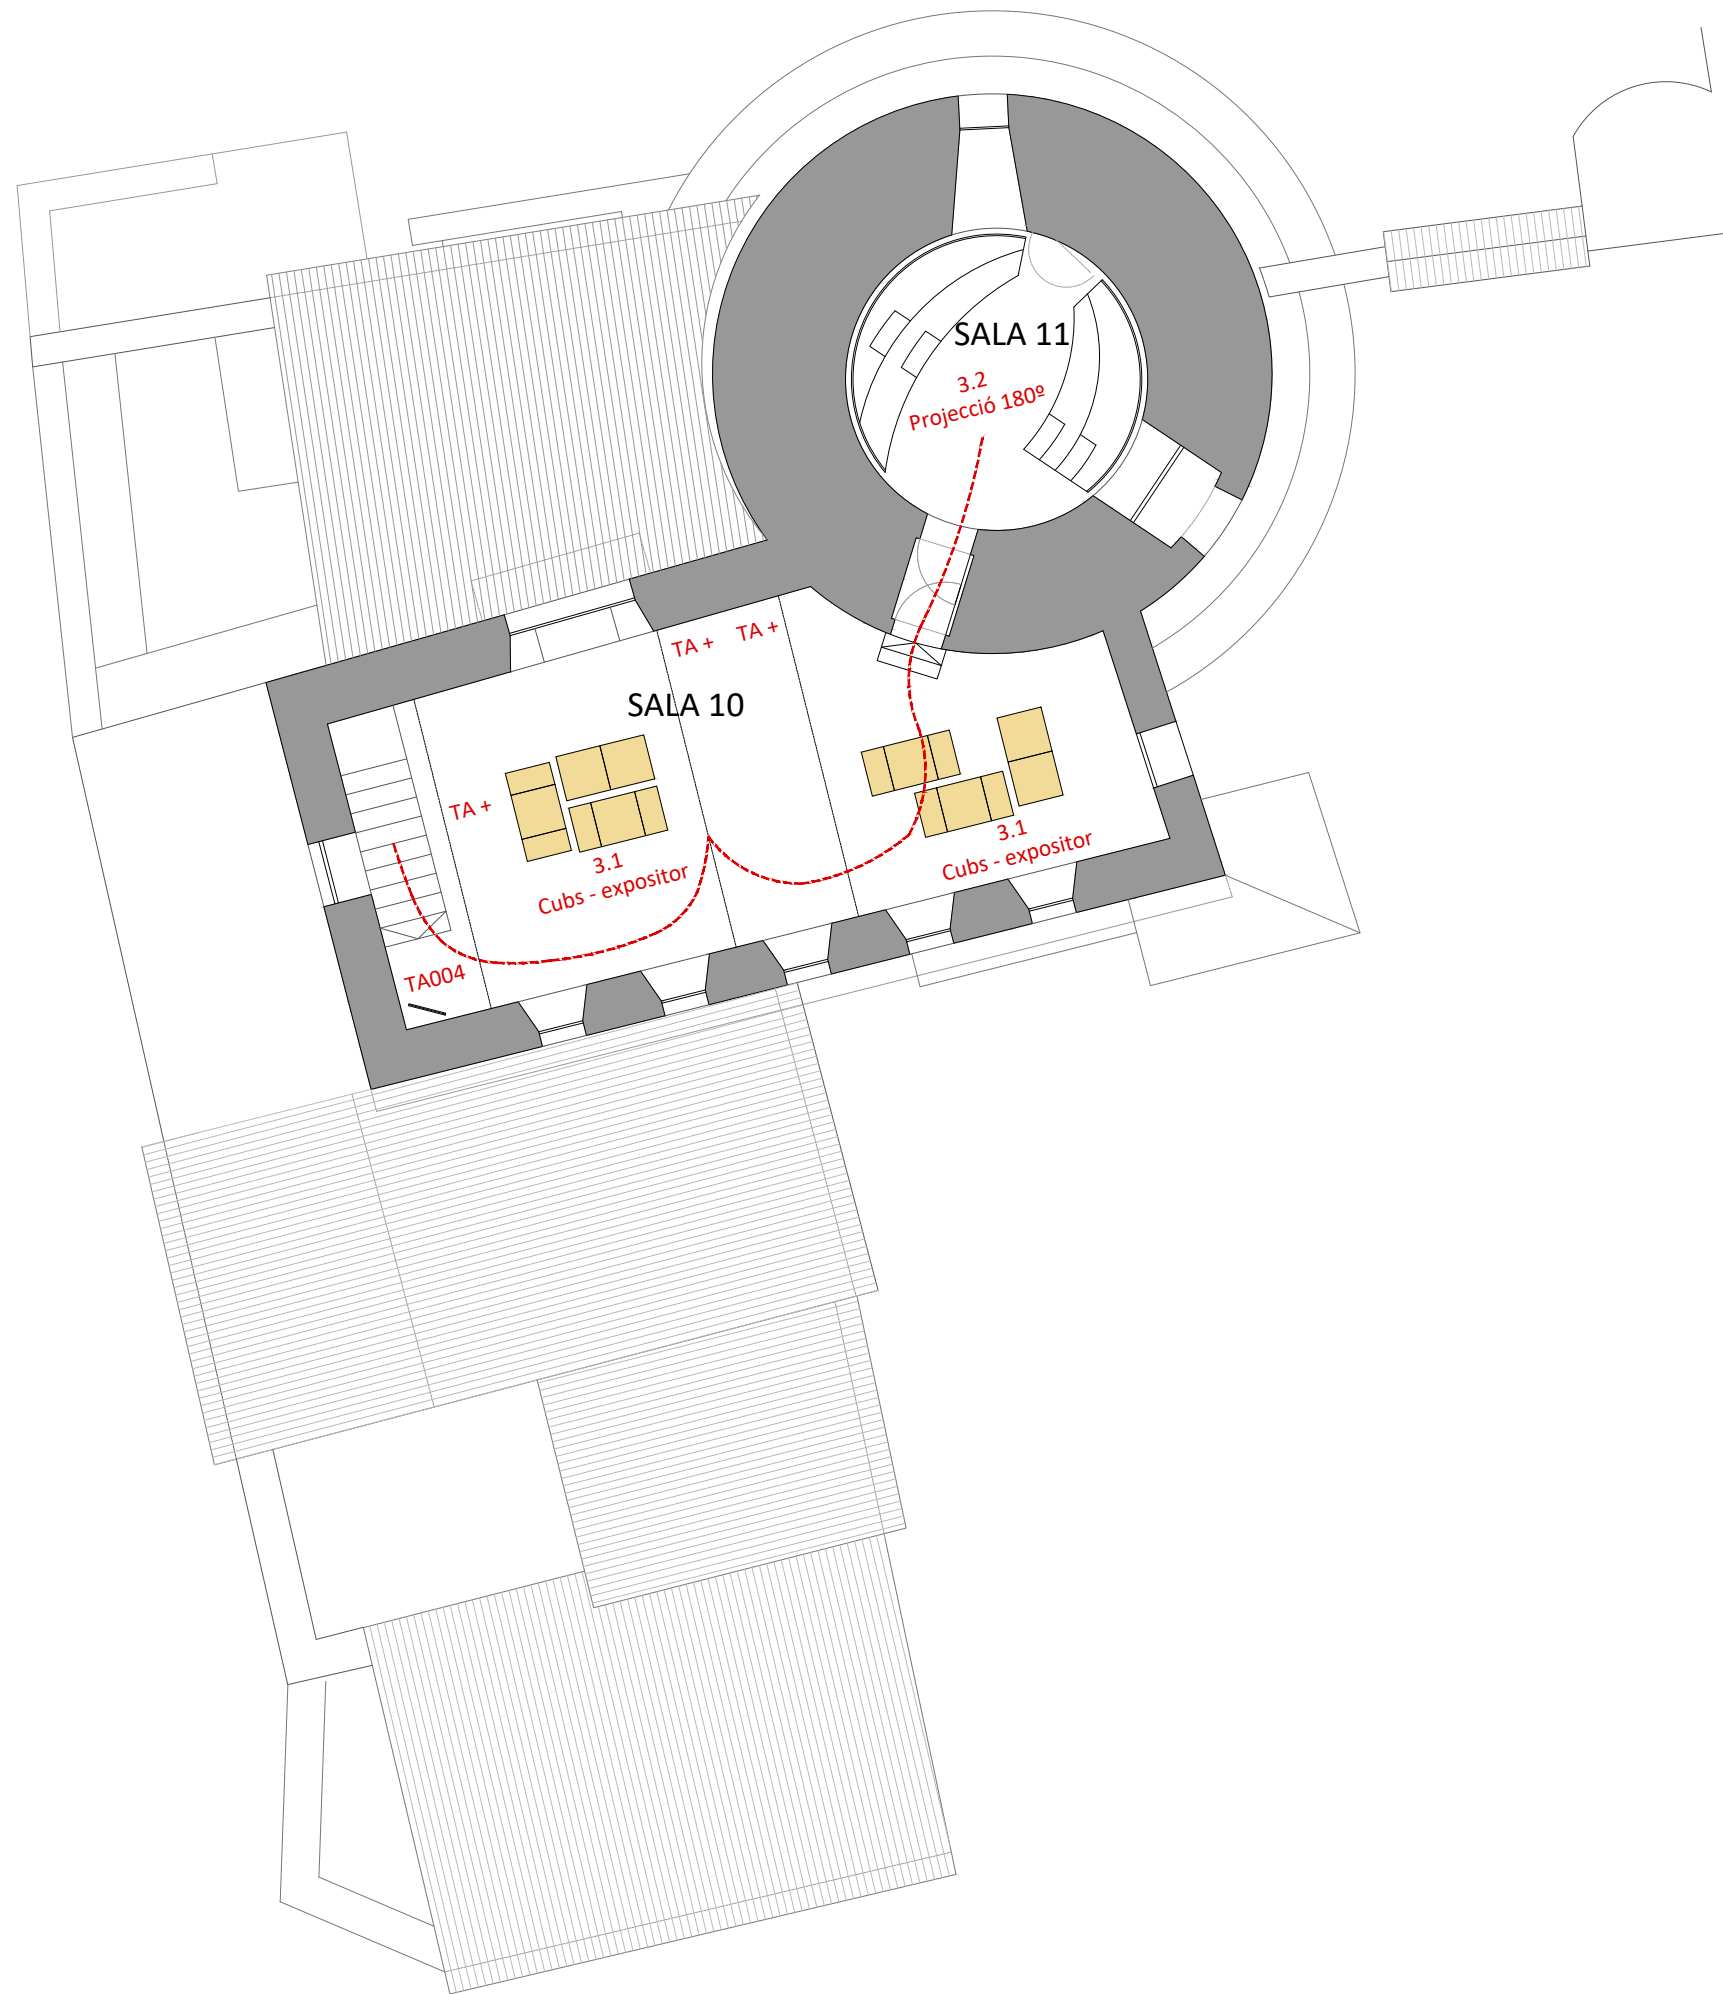 SALA 11
3.2
Projecció 180º
TA +
TA +
SALA 10
TA +
3.1
Cubs - expositor
3.1
Cubs - expositor
TA004